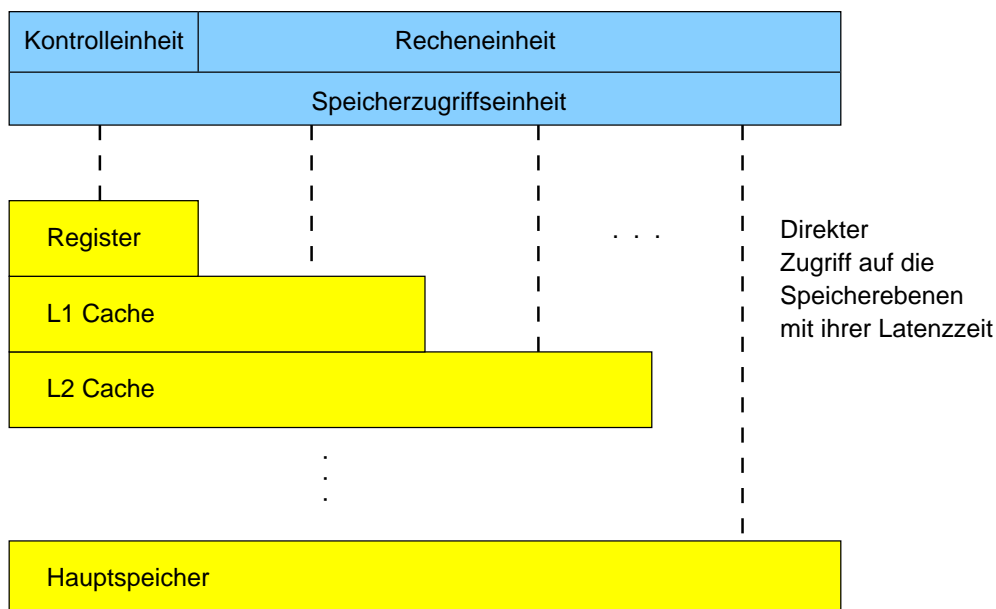 Kontrolleinheit
Recheneinheit
Speicherzugriffseinheit
Register
. . .
Direkter
Zugriff auf die
Speicherebenen
mit ihrer Latenzzeit
L1 Cache
L2 Cache
.
.
.
Hauptspeicher